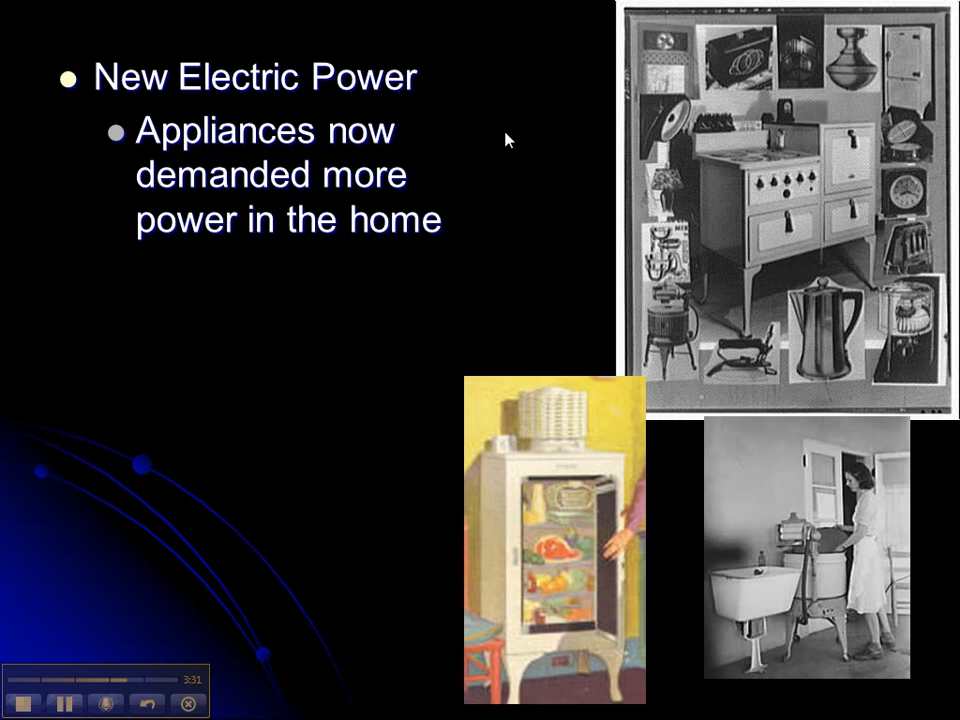 New Electric Power
Appliances now
demanded more
power in the home
3:31